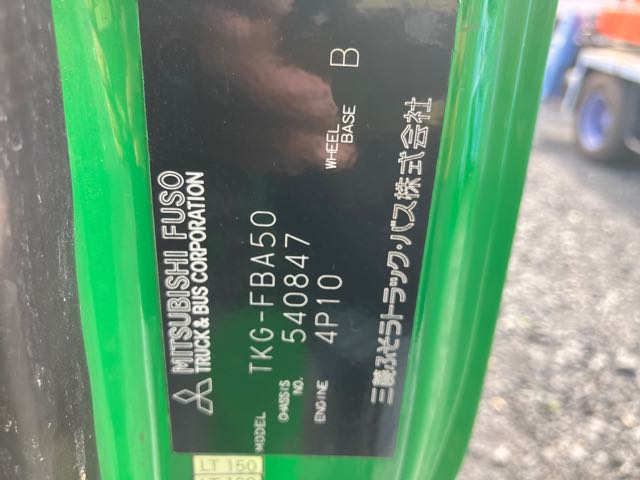 MITSUBISHI FUSO
TRUCK & BUS CORPORATION
MODEL TKG-FBA50
CHASSIS NO. 540847
ENGINE 4P10
WHEEL BASE B
三菱ふそうトラック・バス株式会社
LT 150